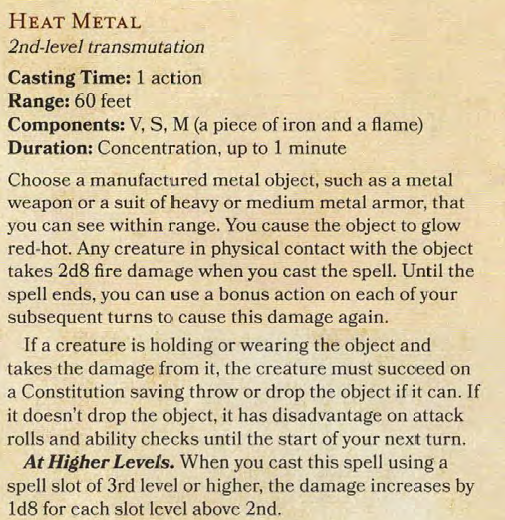 HEAT METAL
2nd-level transmutation
Casting Time: 1 action
Range: 60 feet
Components: V, S, M (a piece of iron and a flame)
Duration: Concentration, up to 1 minute
Choose a manufactured metal object, such as a metal
weapon or a suit of heavy or medium metal armor, that
you can see within range. You cause the object to glow
red-hot. Any creature in physical contact with the object
takes 2d8 fire damage when you cast the spell. Until the
spell ends, you can use a bonus action on each of your
subsequent turns to cause this damage again.
If a creature is holding or wearing the object and
takes the damage from it, the creature must succeed on
a Constitution saving throw or drop the object if it can. If
it doesn't drop the object, it has disadvantage on attack
rolls and ability checks until the start of your next turn.
At Higher Levels. When you cast this spell using a
spell slot of 3rd level or higher, the damage increases by
1d8 for each slot level above 2nd.